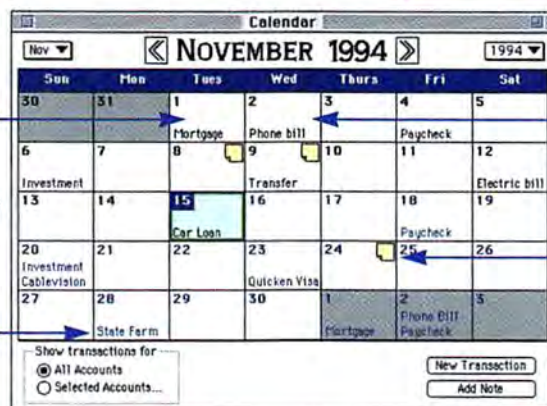 Calendar
Nov
NOVEMBER 1994
1994
Sun Mon Tues Wed Thurs Fri Sat
30 31 1 2 3 4 5
Mortgage Phone bill Paycheck
6 7 8 9 10 11 12
Investment Transfer Electric bill
13 14 15 16 17 18 19
Car Loan Paycheck
20 21 22 23 24 25 26
Investment
Cablevision Quicken Visa
27 28 29 30 1 2 3
Phone Bill
State Farm Mortgage Paycheck
Show transactions for
All Accounts
Selected Accounts...
New Transaction
Add Note